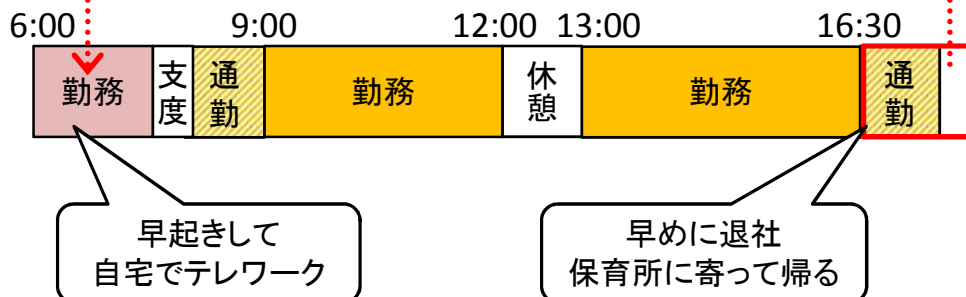 6:00 9:00 12:00 13:00 16:30
勤務 支度 通勤 勤務 休憩 勤務 通勤
早起きして
自宅でテレワーク
早めに退社
保育所に寄って帰る